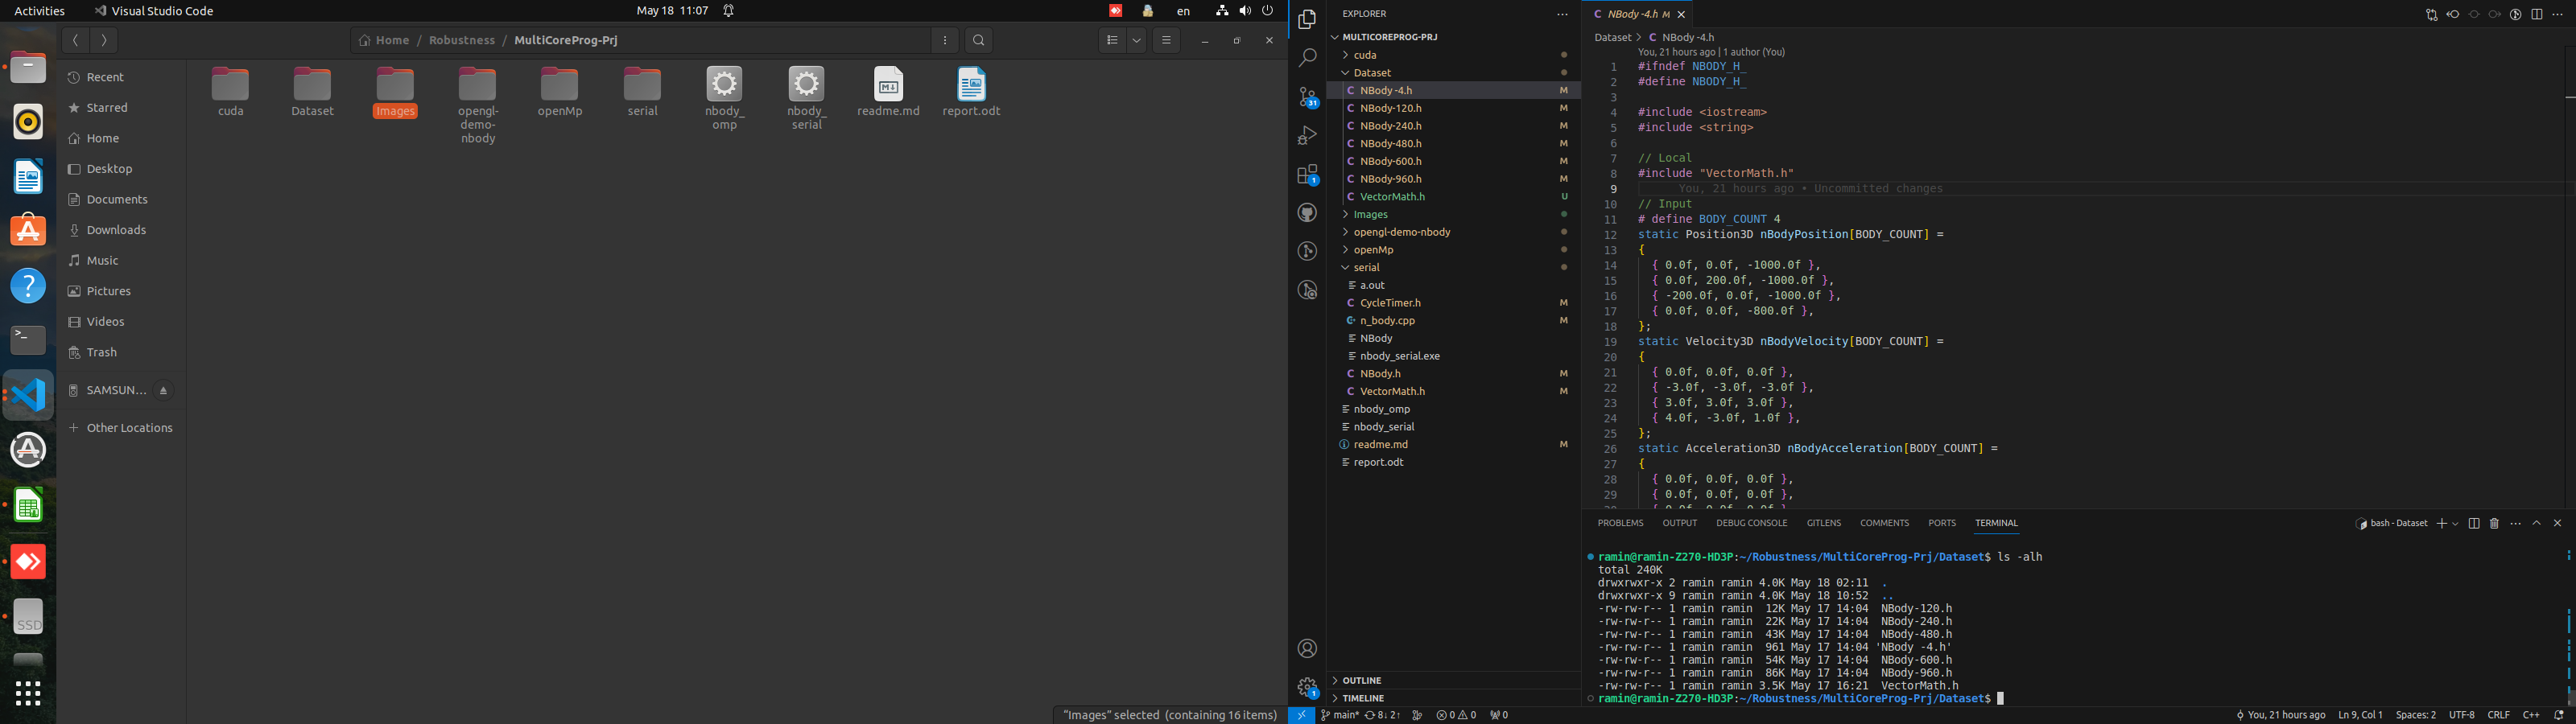 Activities
Visual Studio Code
May 18 11:07
en
Home / Robustness / MultiCoreProg-Prj
Recent
Starred
Home
Desktop
Documents
Downloads
Music
Pictures
Videos
Trash
SAMSUN...
+ Other Locations
cuda
Dataset
Images
opengl-
demo-
nbody
openMp
serial
nbody_
omp
nbody_
serial
readme.md
report.odt
SSD
"Images" selected (containing 16 items)
EXPLORER
MULTICOREPROG-PRJ
cuda
Dataset
C NBody -4.h M
C NBody-120.h M
C NBody-240.h M
C NBody-480.h M
C NBody-600.h M
C NBody-960.h M
C VectorMath.h U
Images
opengl-demo-nbody
openMp
serial
a.out
C CycleTimer.h M
n_body.cpp M
NBody
nbody_serial.exe
C NBody.h M
C VectorMath.h M
nbody_omp
nbody_serial
readme.md M
report.odt
OUTLINE
TIMELINE
31
1
1
C NBody -4.h M
Dataset > C NBody -4.h
You, 21 hours ago | 1 author (You)
1 #ifndef NBODY_H_
2 #define NBODY_H_
3
4 #include <iostream>
5 #include <string>
6
7 // Local
8 #include "VectorMath.h"
9 You, 21 hours ago • Uncommitted changes
10 // Input
11 # define BODY_COUNT 4
12 static Position3D nBodyPosition[BODY_COUNT] =
13 {
14 { 0.0f, 0.0f, -1000.0f },
15 { 0.0f, 200.0f, -1000.0f },
16 { -200.0f, 0.0f, -1000.0f },
17 { 0.0f, 0.0f, -800.0f },
18 };
19 static Velocity3D nBodyVelocity[BODY_COUNT] =
20 {
21 { 0.0f, 0.0f, 0.0f },
22 { -3.0f, -3.0f, -3.0f },
23 { 3.0f, 3.0f, 3.0f },
24 { 4.0f, -3.0f, 1.0f },
25 };
26 static Acceleration3D nBodyAcceleration[BODY_COUNT] =
27 {
28 { 0.0f, 0.0f, 0.0f },
29 { 0.0f, 0.0f, 0.0f },
PROBLEMS OUTPUT DEBUG CONSOLE GITLENS COMMENTS PORTS TERMINAL
bash - Dataset
ramin@ramin-Z270-HD3P:~/Robustness/MultiCoreProg-Prj/Dataset$ ls -alh
total 240K
drwxrwxr-x 2 ramin ramin 4.0K May 18 02:11 .
drwxrwxr-x 9 ramin ramin 4.0K May 18 10:52 ..
-rw-rw-r-- 1 ramin ramin 12K May 17 14:04 NBody-120.h
-rw-rw-r-- 1 ramin ramin 22K May 17 14:04 NBody-240.h
-rw-rw-r-- 1 ramin ramin 43K May 17 14:04 NBody-480.h
-rw-rw-r-- 1 ramin ramin 961 May 17 14:04 'NBody -4.h'
-rw-rw-r-- 1 ramin ramin 54K May 17 14:04 NBody-600.h
-rw-rw-r-- 1 ramin ramin 86K May 17 14:04 NBody-960.h
-rw-rw-r-- 1 ramin ramin 3.5K May 17 16:21 VectorMath.h
ramin@ramin-Z270-HD3P:~/Robustness/MultiCoreProg-Prj/Dataset$
main* 8↓ 2↑ 0 0 0
You, 21 hours ago Ln 9, Col 1 Spaces: 2 UTF-8 CRLF C++